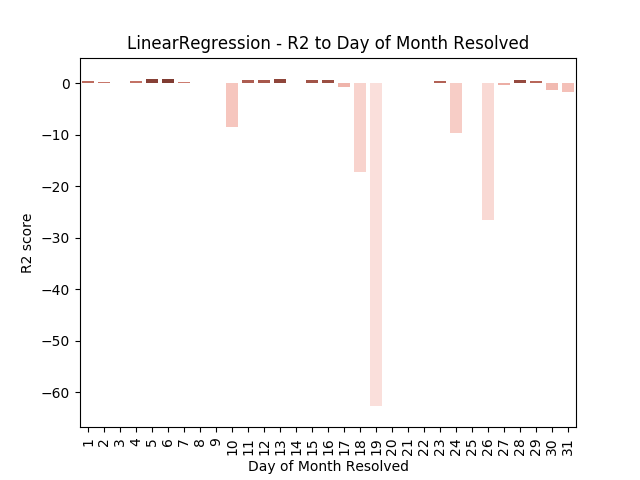 LinearRegression - R2 to Day of Month Resolved
R2 score
0
−10
−20
−30
−40
−50
−60
1 2 3 4 5 6 7 8 9 10 11 12 13 14 15 16 17 18 19 20 21 22 23 24 25 26 27 28 29 30 31
Day of Month Resolved